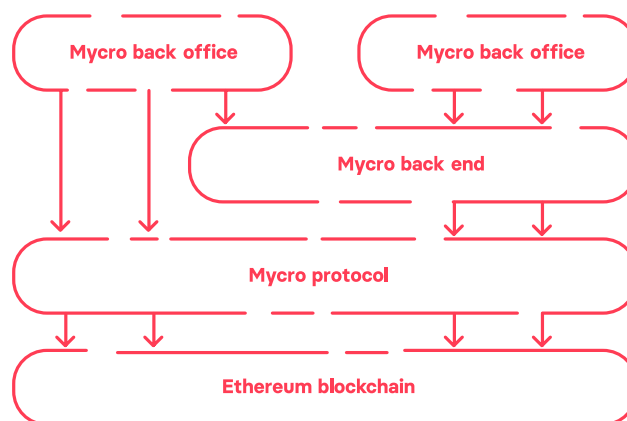 Mycro back office
Mycro back office
Mycro back end
Mycro protocol
Ethereum blockchain